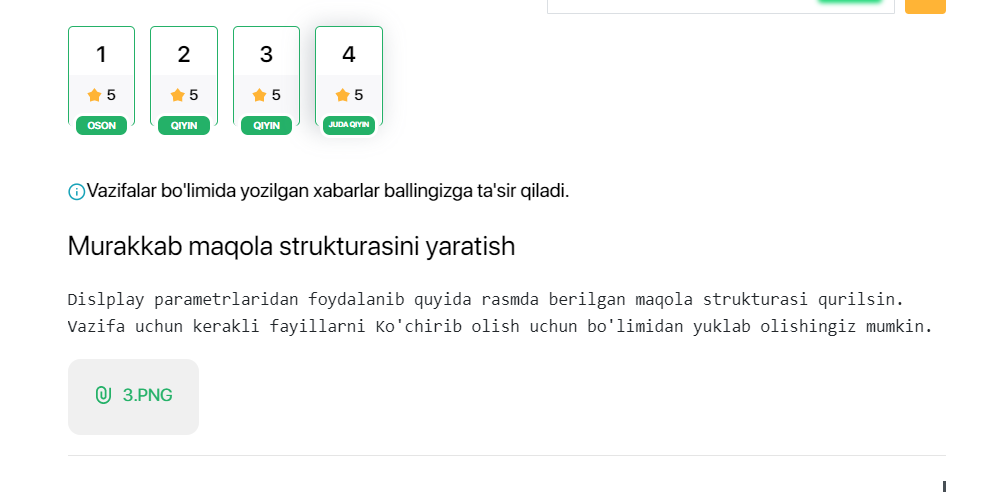 1
2
3
4
5
5
5
5
OSON
QIYIN
QIYIN
JUDA QIYIN
Vazifalar bo'limida yozilgan xabarlar ballingizga ta'sir qiladi.
Murakkab maqola strukturasini yaratish
Dislplay parametrlaridan foydalanib quyida rasmda berilgan maqola strukturasi qurilsin.
Vazifa uchun kerakli fayillarni Ko'chirib olish uchun bo'limidan yuklab olishingiz mumkin.
3.PNG